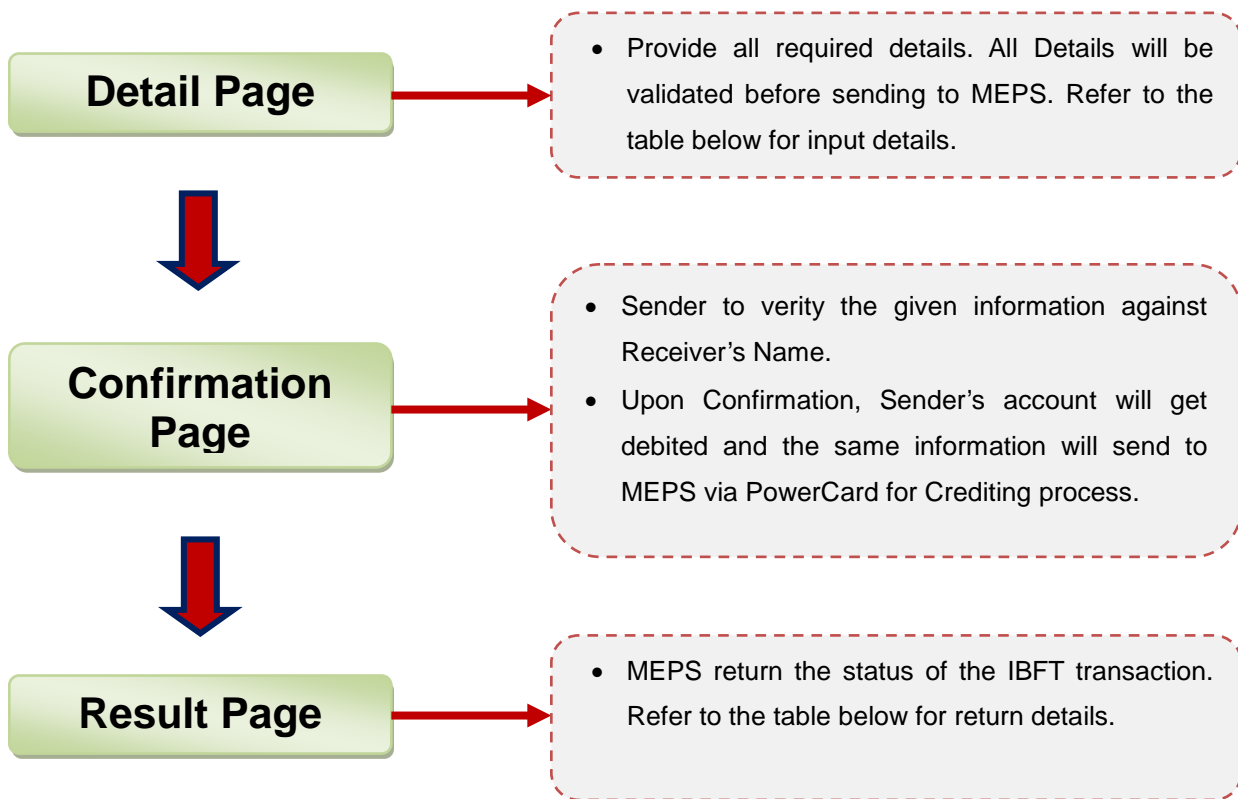 Detail Page
• Provide all required details. All Details will be
validated before sending to MEPS. Refer to the
table below for input details.
Confirmation
Page
• Sender to verity the given information against
Receiver's Name.
• Upon Confirmation, Sender's account will get
debited and the same information will send to
MEPS via PowerCard for Crediting process.
Result Page
• MEPS return the status of the IBFT transaction.
Refer to the table below for return details.